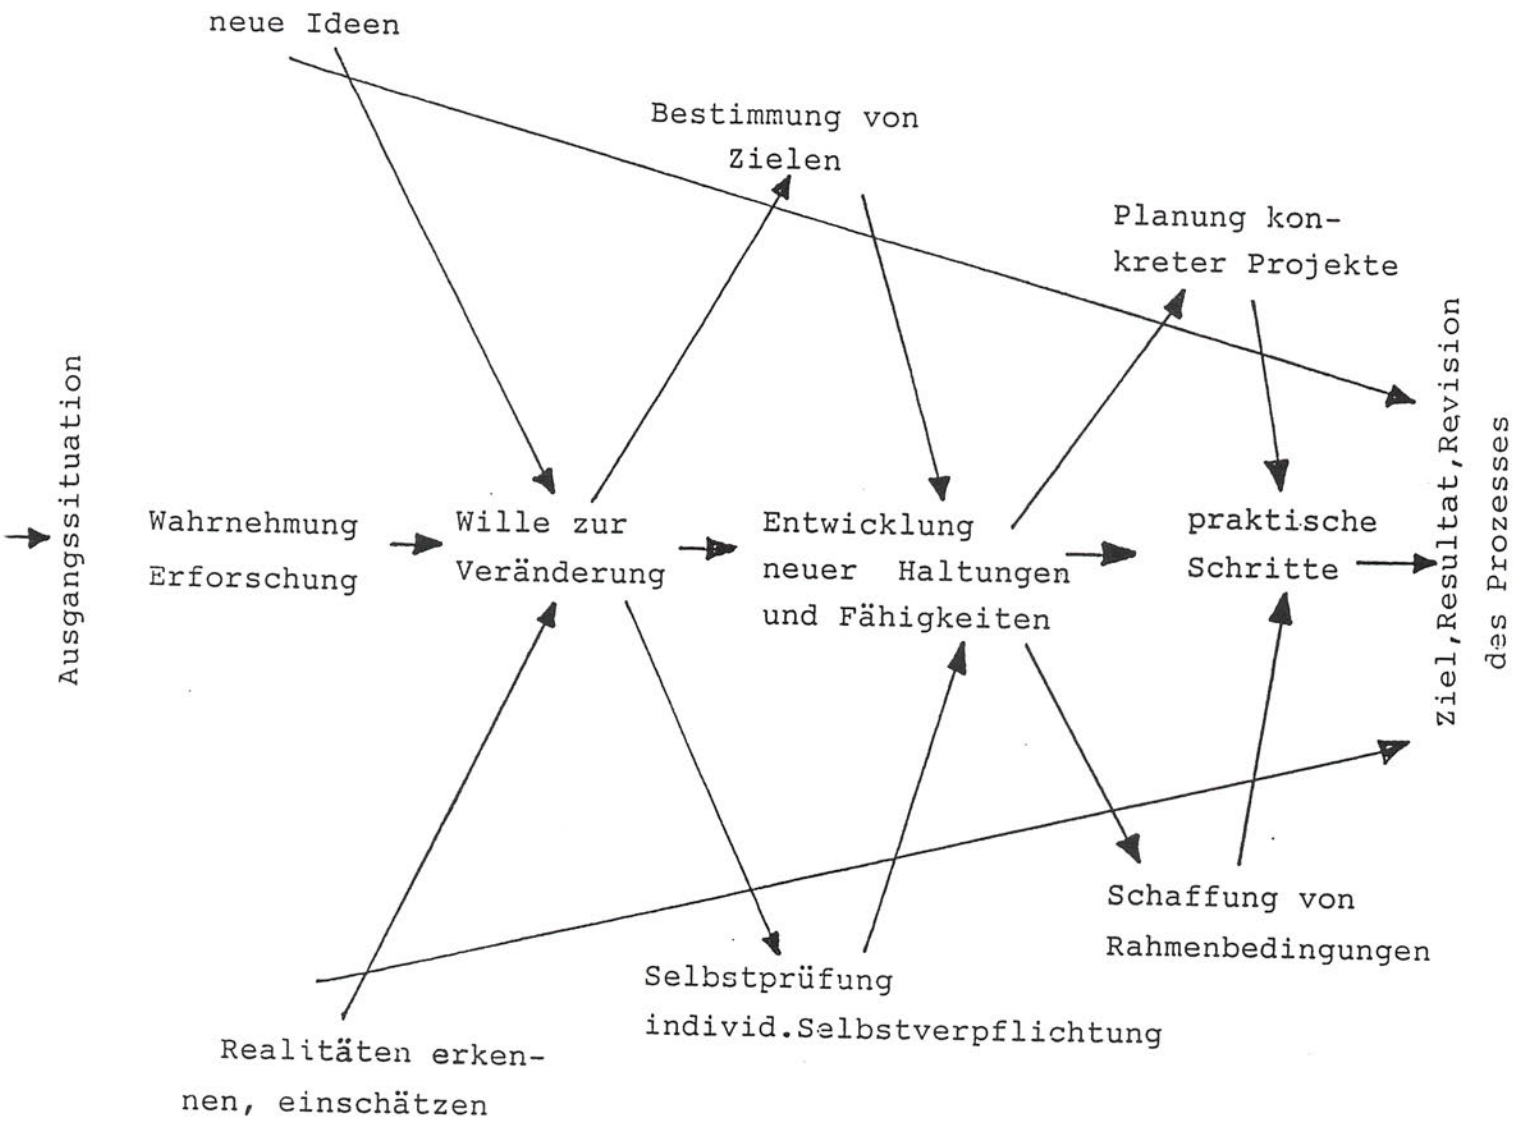 neue Ideen
Bestimmung von
Zielen
Planung kon-
kreter Projekte
Ausgangssituation
Wahrnehmung
Erforschung
Wille zur
Veränderung
Entwicklung
neuer Haltungen
und Fähigkeiten
praktische
Schritte
Ziel,Resultat,Revision
des Prozesses
Schaffung von
Rahmenbedingungen
Selbstprüfung
individ.Selbstverpflichtung
Realitäten erken-
nen, einschätzen